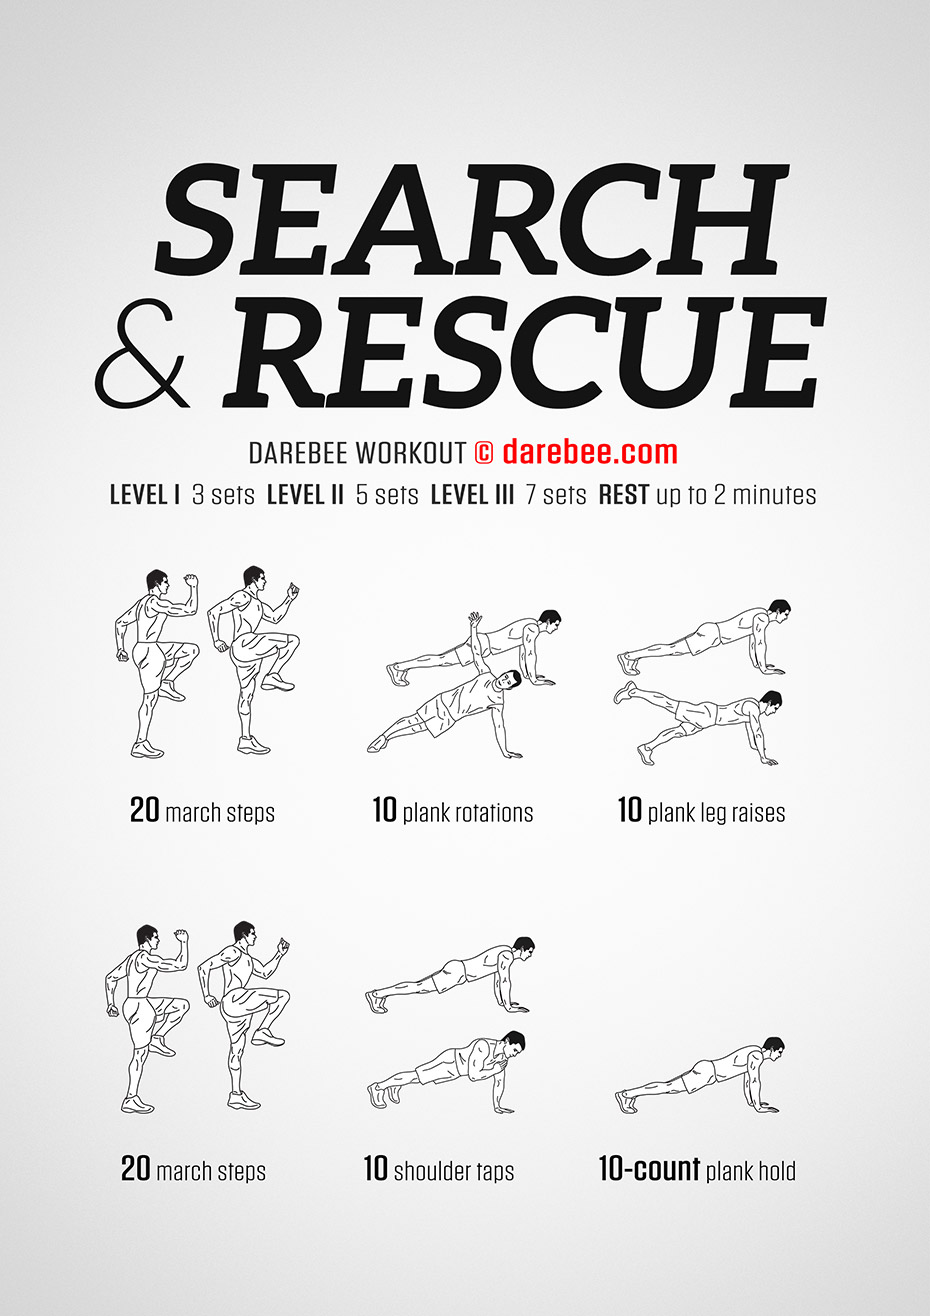 SEARCH
& RESCUE
DAREBEE WORKOUT © darebee.com
LEVEL I 3 sets LEVEL II 5 sets LEVEL III 7 sets REST up to 2 minutes
20 march steps
10 plank rotations
10 plank leg raises
20 march steps
10 shoulder taps
10-count plank hold